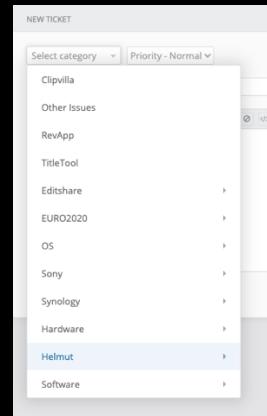 NEW TICKET
Select category
Priority - Normal
Clipvilla
Other Issues
RevApp
TitleTool
Editshare
EURO2020
OS
Sony
Synology
Hardware
Helmut
Software